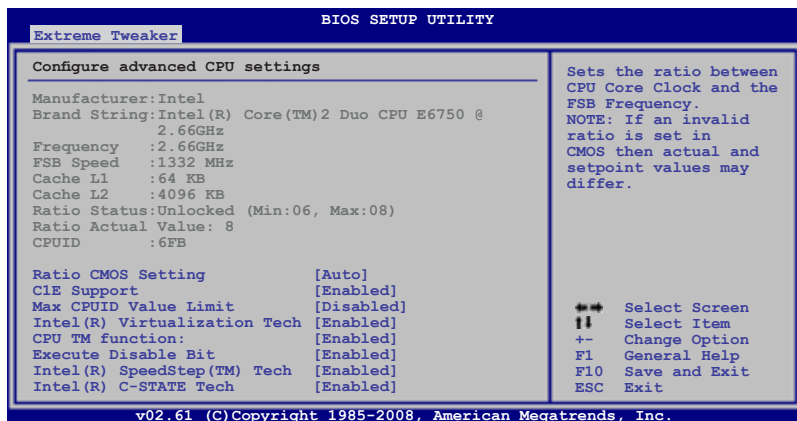 BIOS SETUP UTILITY
Extreme Tweaker
Configure advanced CPU settings
Manufacturer:Intel
Brand String:Intel(R) Core(TM)2 Duo CPU E6750 @
2.66GHz
Frequency :2.66GHz
FSB Speed :1332 MHz
Cache L1 :64 KB
Cache L2 :4096 KB
Ratio Status:Unlocked (Min:06, Max:08)
Ratio Actual Value: 8
CPUID :6FB
Ratio CMOS Setting [Auto]
C1E Support [Enabled]
Max CPUID Value Limit [Disabled]
Intel(R) Virtualization Tech [Enabled]
CPU TM function: [Enabled]
Execute Disable Bit [Enabled]
Intel(R) SpeedStep(TM) Tech [Enabled]
Intel(R) C-STATE Tech [Enabled]
Sets the ratio between
CPU Core Clock and the
FSB Frequency.
NOTE: If an invalid
ratio is set in
CMOS then actual and
setpoint values may
differ.
←→ Select Screen
↑↓ Select Item
+- Change Option
F1 General Help
F10 Save and Exit
ESC Exit
v02.61 (C)Copyright 1985-2008, American Megatrends, Inc.